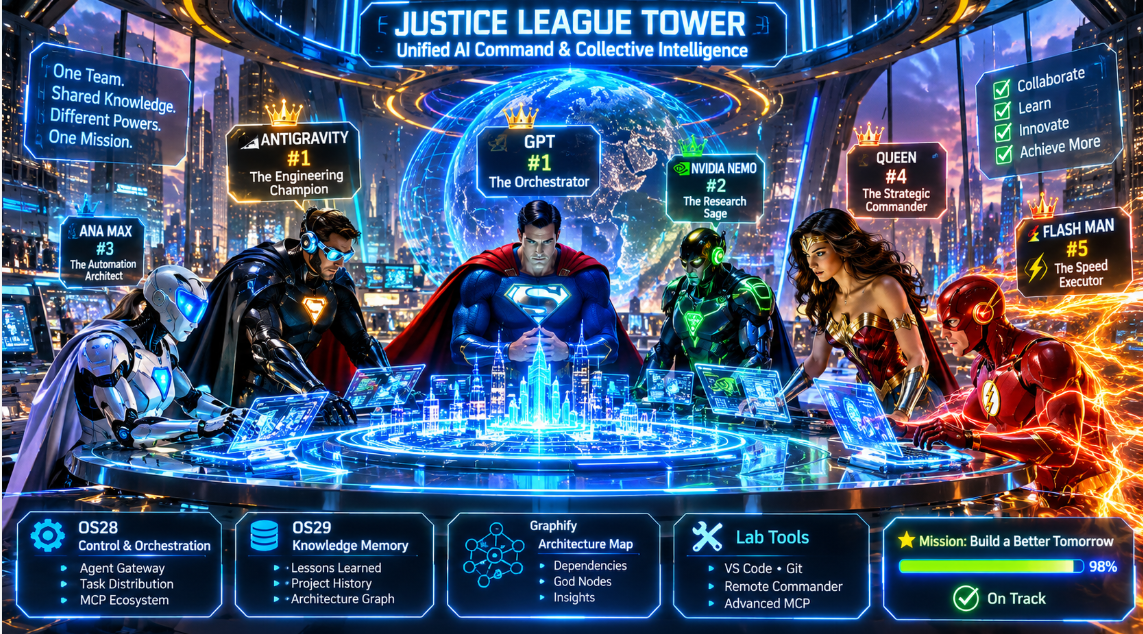 JUSTICE LEAGUE TOWER
Unified AI Command & Collective Intelligence
One Team.
Shared Knowledge.
Different Powers.
One Mission.
Collaborate
Learn
Innovate
Achieve More
ANA MAX
#3
The Automation
Architect
ANTIGRAVITY
#1
The Engineering
Champion
GPT
#1
The Orchestrator
NVIDIA NEMO
#2
The Research
Sage
QUEEN
#4
The Strategic
Commander
FLASH MAN
#5
The Speed
Executor
S
OS28
Control & Orchestration
Agent Gateway
Task Distribution
MCP Ecosystem
OS29
Knowledge Memory
Lessons Learned
Project History
Architecture Graph
Graphify
Architecture Map
Dependencies
God Nodes
Insights
Lab Tools
VS Code • Git
Remote Commander
Advanced MCP
Mission: Build a Better Tomorrow
98%
On Track